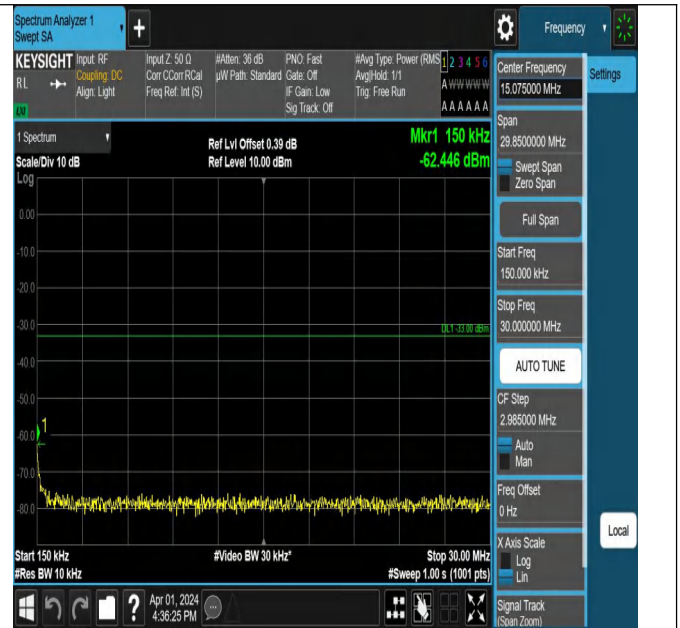 Spectrum Analyzer 1
Swept SA
+
Frequency
KEYSIGHT
RL
LXI
Input: RF
Coupling: DC
Align: Light
Input Z: 50 Ω
Corr CCorr RCal
Freq Ref: Int (S)
#Atten: 36 dB
µW Path: Standard
PNO: Fast
Gate: Off
IF Gain: Low
Sig Track: Off
#Avg Type: Power (RMS
Avg|Hold: 1/1
Trig: Free Run
1 2 3 4 5 6
A W W W W W
A A A A A A
1 Spectrum
Scale/Div 10 dB
Log
Ref Lvl Offset 0.39 dB
Ref Level 10.00 dBm
Mkr1 150 kHz
-62.446 dBm
0.00
-10.0
-20.0
-30.0
DL1 -33.00 dBm
-40.0
-50.0
1
-60.0
-70.0
-80.0
Start 150 kHz
#Res BW 10 kHz
#Video BW 30 kHz*
Stop 30.00 MHz
#Sweep 1.00 s (1001 pts)
Apr 01, 2024
4:36:25 PM
?
Center Frequency
15.075000 MHz
Settings
Span
29.8500000 MHz
Swept Span
Zero Span
Full Span
Start Freq
150.000 kHz
Stop Freq
30.000000 MHz
AUTO TUNE
CF Step
2.985000 MHz
Auto
Man
Freq Offset
0 Hz
Local
X Axis Scale
Log
Lin
Signal Track
(Span Zoom)